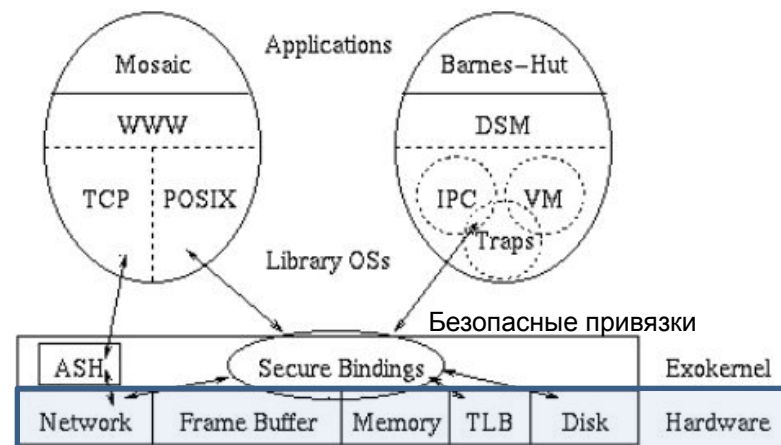 Applications
Mosaic
Barnes-Hut
WWW
DSM
TCP
POSIX
IPC
VM
Traps
Library OSs
Безопасные привязки
ASH
Secure Bindings
Exokernel
Network
Frame Buffer
Memory
TLB
Disk
Hardware